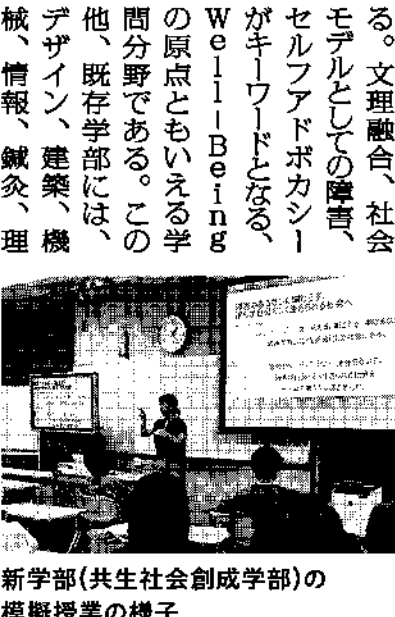 る。文理融合、社会
モデルとしての障害、
セルフアドボカシー
がキーワードとなる、
Well-Being
の原点ともいえる学
問分野である。この
他、既存学部には、
デザイン、建築、機
械、情報、鍼灸、理
新学部(共生社会創成学部)の
模擬授業の様子